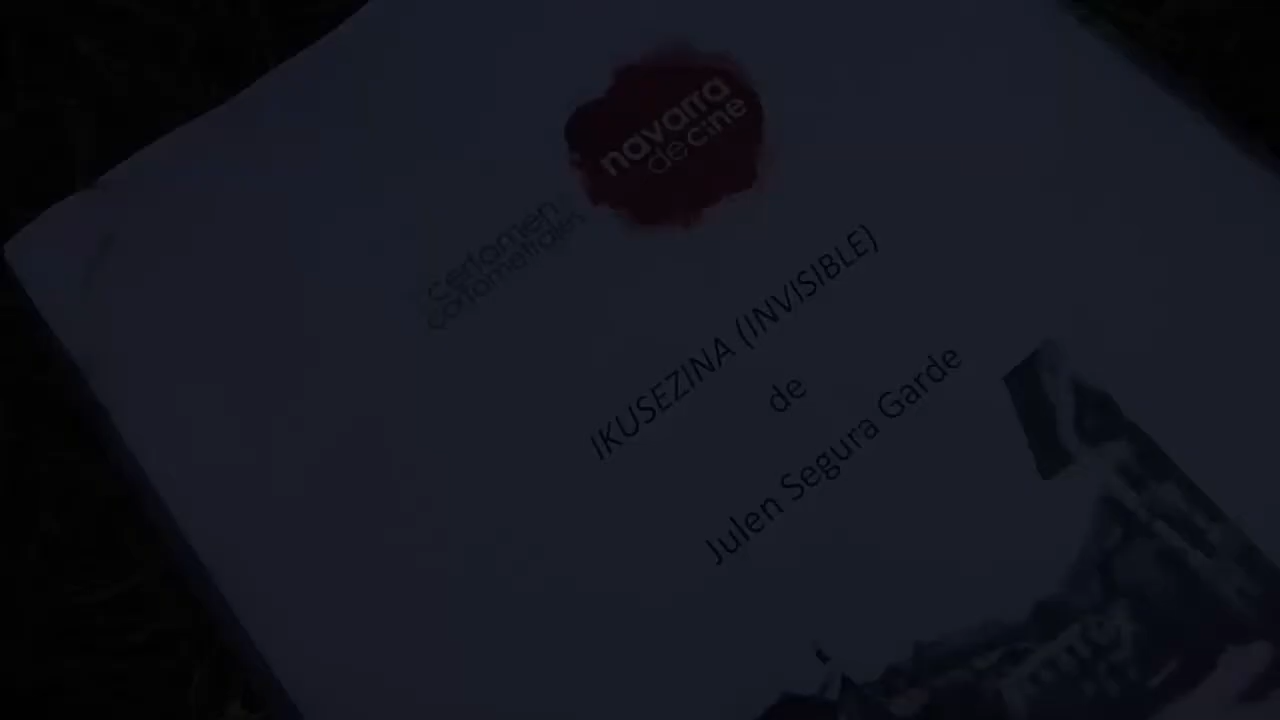 navarra
de cine
certamen
cortometrajes
IKUSEZINA (INVISIBLE)
de
Julen Segura Garde